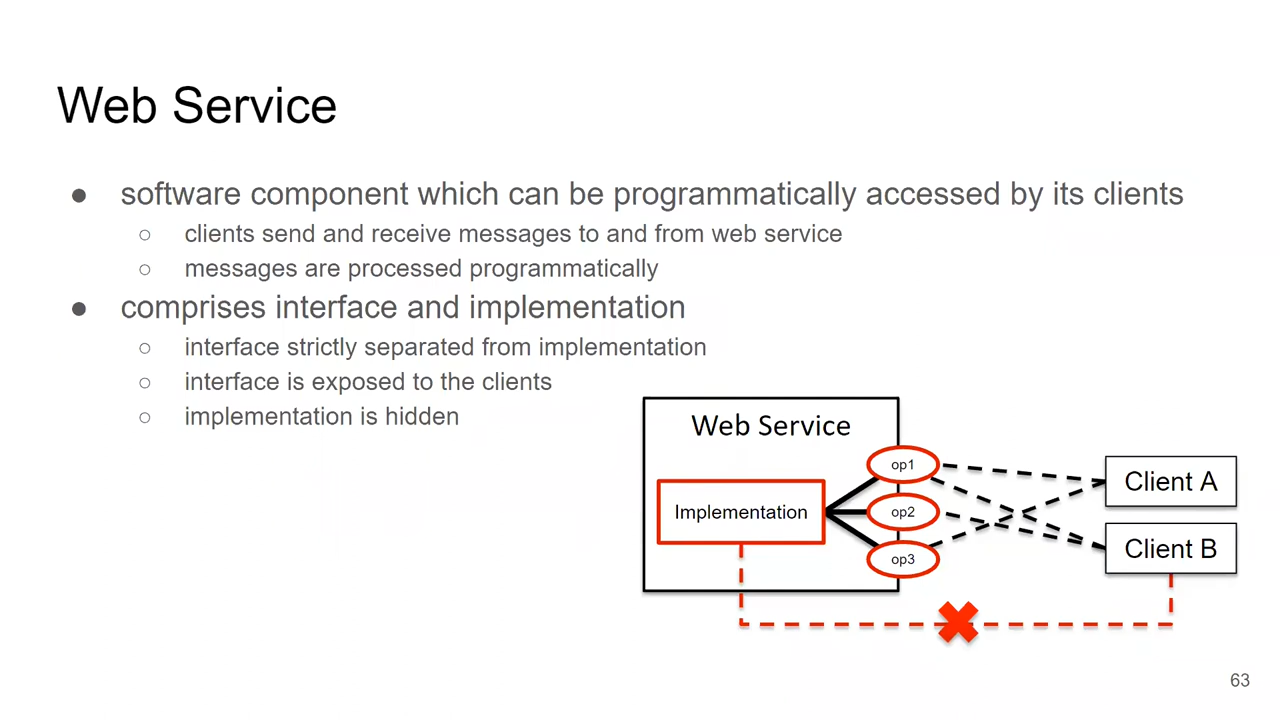 Web Service
● software component which can be programmatically accessed by its clients
○ clients send and receive messages to and from web service
○ messages are processed programmatically
● comprises interface and implementation
○ interface strictly separated from implementation
○ interface is exposed to the clients
○ implementation is hidden
Web Service
op1
Client A
Implementation
op2
Client B
op3
63